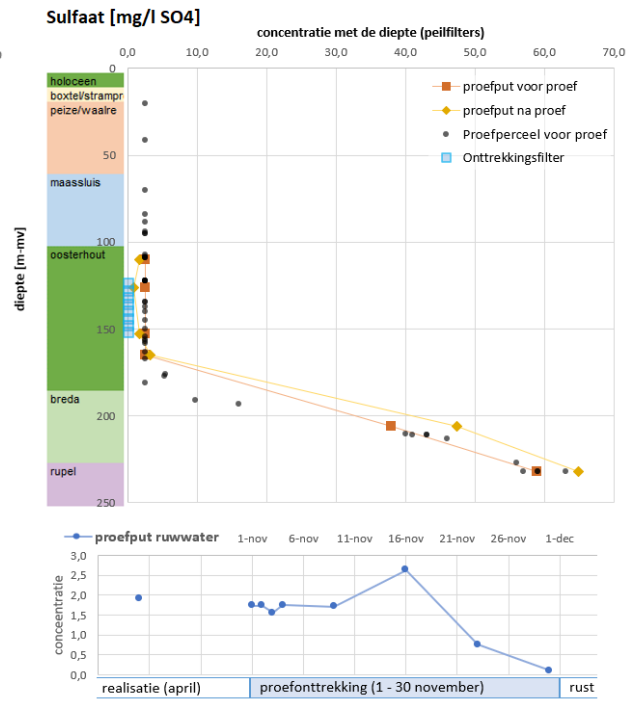 Sulfaat [mg/l SO4]
concentratie met de diepte (peilfilters)
0,0 10,0 20,0 30,0 40,0 50,0 60,0 70,0
0
50
100
150
200
250
diepte [m-mv]
holoceen
boxtel/strampr
peize/waalre
maassluis
oosterhout
breda
rupel
proefput voor proef
proefput na proef
Proefperceel voor proef
Onttrekkingsfilter
proefput ruwwater
1-nov 6-nov 11-nov 16-nov 21-nov 26-nov 1-dec
3,0
2,5
2,0
1,5
1,0
0,5
0,0
conceentratie
realisatie (april) proefonttrekking (1 - 30 november) rust